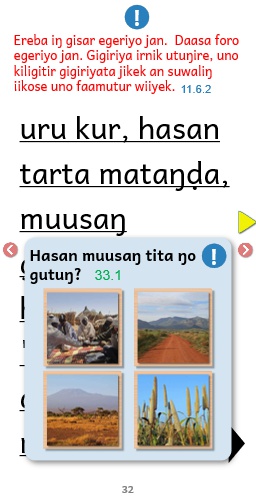 Ereba iŋ gisar egeriyo jan. Daasa foro
egeriyo jan. Gigiriya irnik utuŋire, uno
kiligitir gigiriyata jikek an suwaliŋ
iikose uno faamutur wiiyek. 11.6.2
uru kur, hasan
tarta mataŋḍa,
muusaŋ
Hasan muusaŋ tita ŋo
gutuŋ? 33.1
32